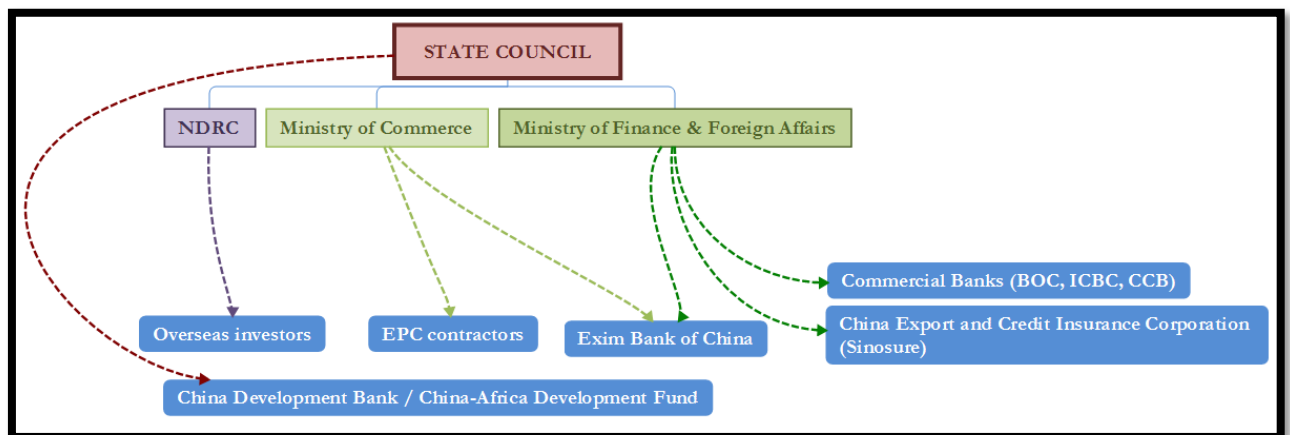 STATE COUNCIL
NDRC
Ministry of Commerce
Ministry of Finance & Foreign Affairs
Commercial Banks (BOC, ICBC, CCB)
Overseas investors
EPC contractors
Exim Bank of China
China Export and Credit Insurance Corporation
(Sinosure)
China Development Bank / China-Africa Development Fund